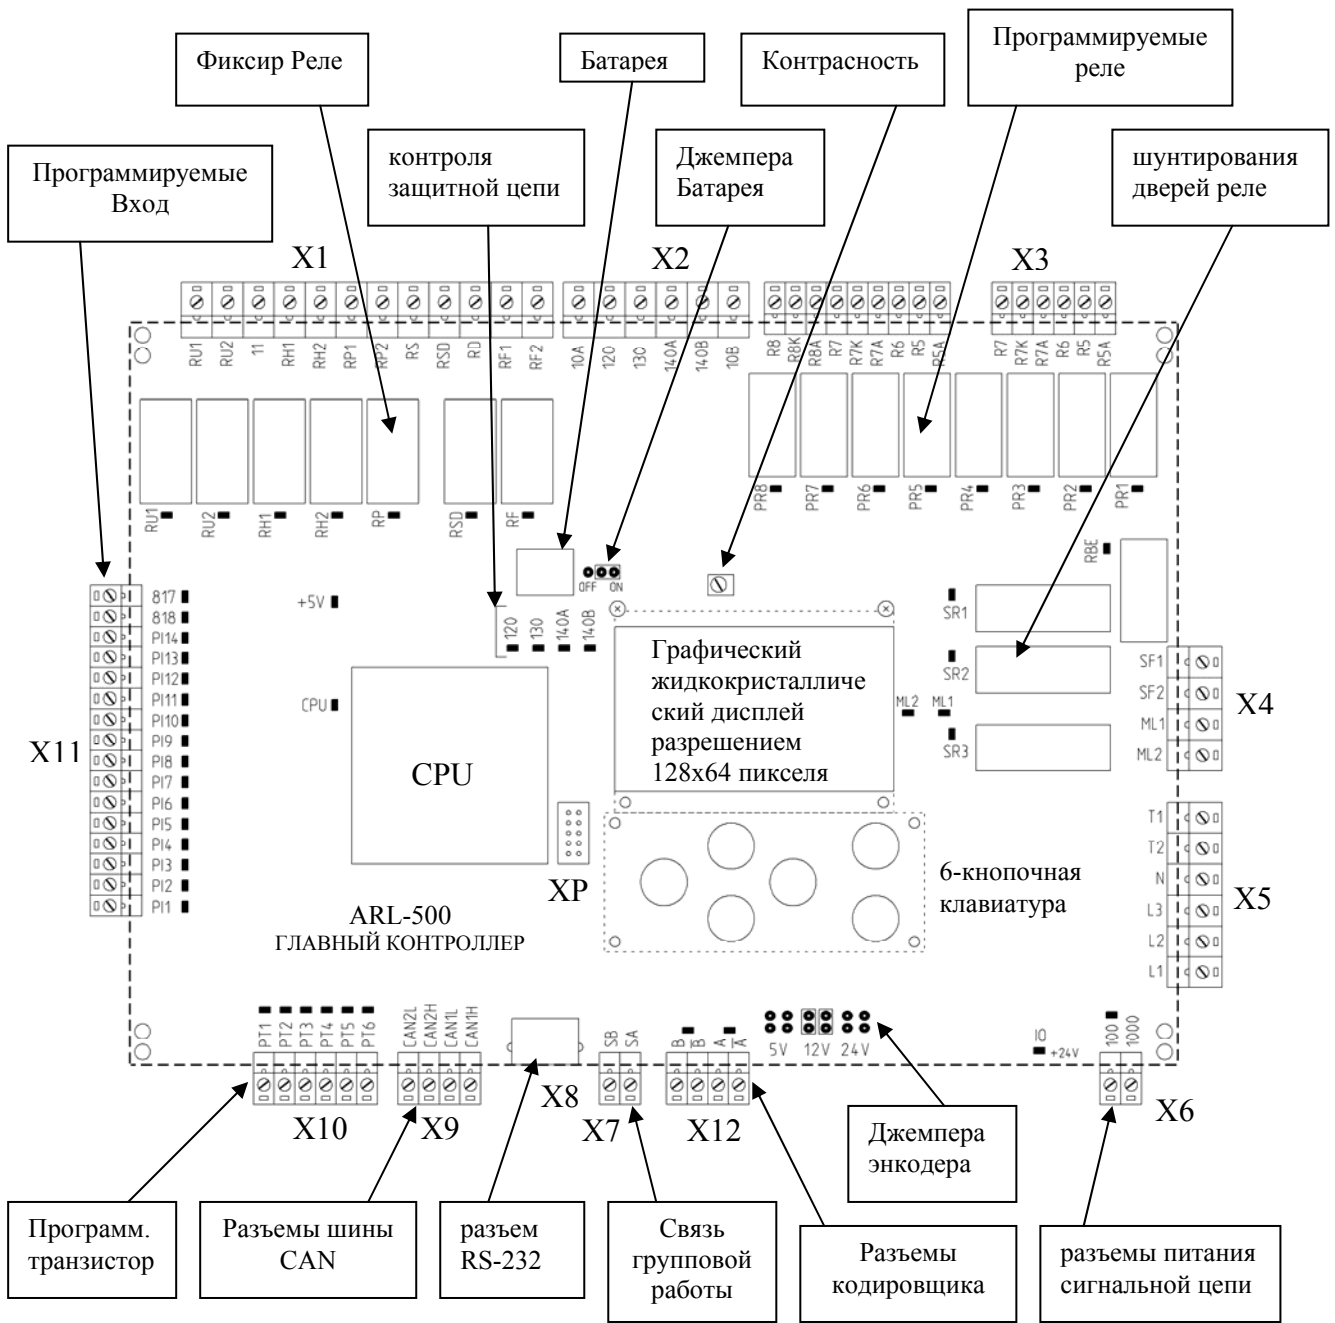 Фиксир Реле
Батарея
Контрасность
Программируемые
реле
Программируемые
Вход
контроля
защитной цепи
Джемпера
Батарея
шунтирования
дверей реле
X1
X2
X3
RU1
RU2
11
RH1
RH2
RP1
RP2
RS
RSD
RD
RF1
RF2
10A
120
130
140A
140B
10B
R8
R8K
R8A
R7
R7K
R7A
R6
R5
R5A
R7
R7K
R7A
R6
R5
R5A
RU1
RU2
RH1
RH2
RP
RSD
RF
PR8
PR7
PR6
PR5
PR4
PR3
PR2
PR1
RBE
OFF
ON
+5V
120
130
140A
140B
SR1
SR2
SR3
ML2
ML1
CPU
817
818
PI14
PI13
PI12
PI11
PI10
PI9
PI8
PI7
PI6
PI5
PI4
PI3
PI2
PI1
X11
Графический
жидкокристалличе
ский дисплей
разрешением
128x64 пикселя
CPU
XP
SF1
SF2
ML1
ML2
X4
T1
T2
N
L3
L2
L1
X5
6-кнопочная
клавиатура
ARL-500
ГЛАВНЫЙ КОНТРОЛЛЕР
PT1
PT2
PT3
PT4
PT5
PT6
CAN2L
CAN2H
CAN1L
CAN1H
SB
SA
B
B
A
A
5V
12V
24V
IO
+24V
100
1000
X10
X9
X8
X7
X12
X6
Джемпера
энкодера
Программ.
транзистор
Разъемы шины
CAN
разъем
RS-232
Связь
групповой
работы
Разъемы
кодировщика
разъемы питания
сигнальной цепи